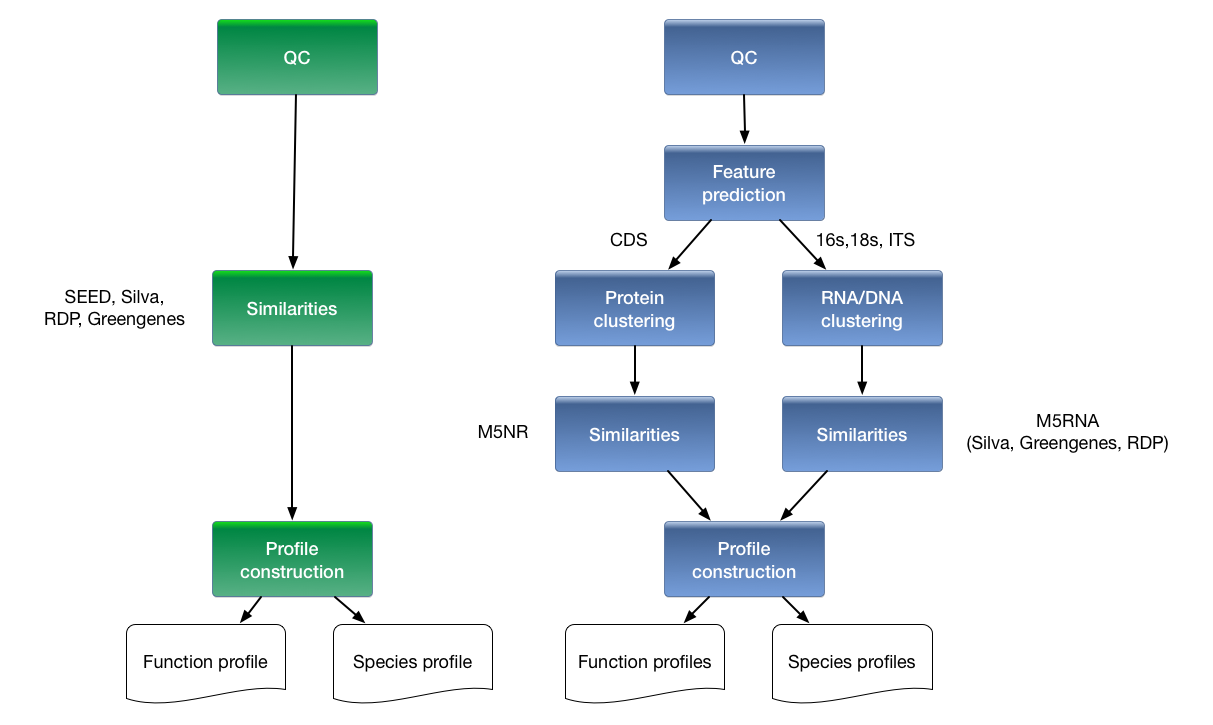 QC
SEED, Silva,
RDP, Greengenes
Similarities
Profile
construction
Function profile
Species profile
QC
Feature
prediction
CDS
16s,18s, ITS
Protein
clustering
RNA/DNA
clustering
M5NR
Similarities
Similarities
M5RNA
(Silva, Greengenes, RDP)
Profile
construction
Function profiles
Species profiles